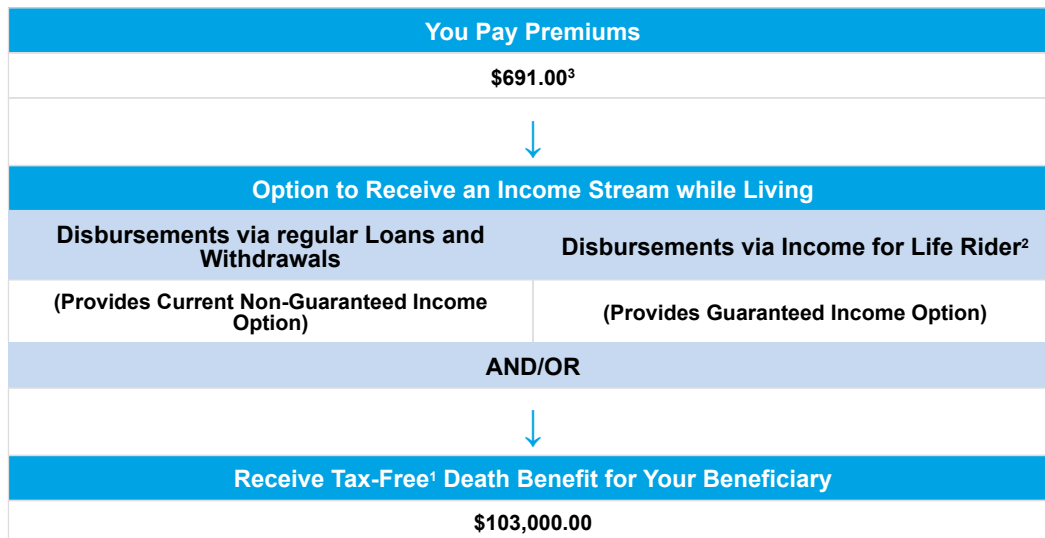 You Pay Premiums
$691.00³
↓
Option to Receive an Income Stream while Living
Disbursements via regular Loans and
Withdrawals
Disbursements via Income for Life Rider²
(Provides Current Non-Guaranteed Income
Option)
(Provides Guaranteed Income Option)
AND/OR
↓
Receive Tax-Free¹ Death Benefit for Your Beneficiary
$103,000.00